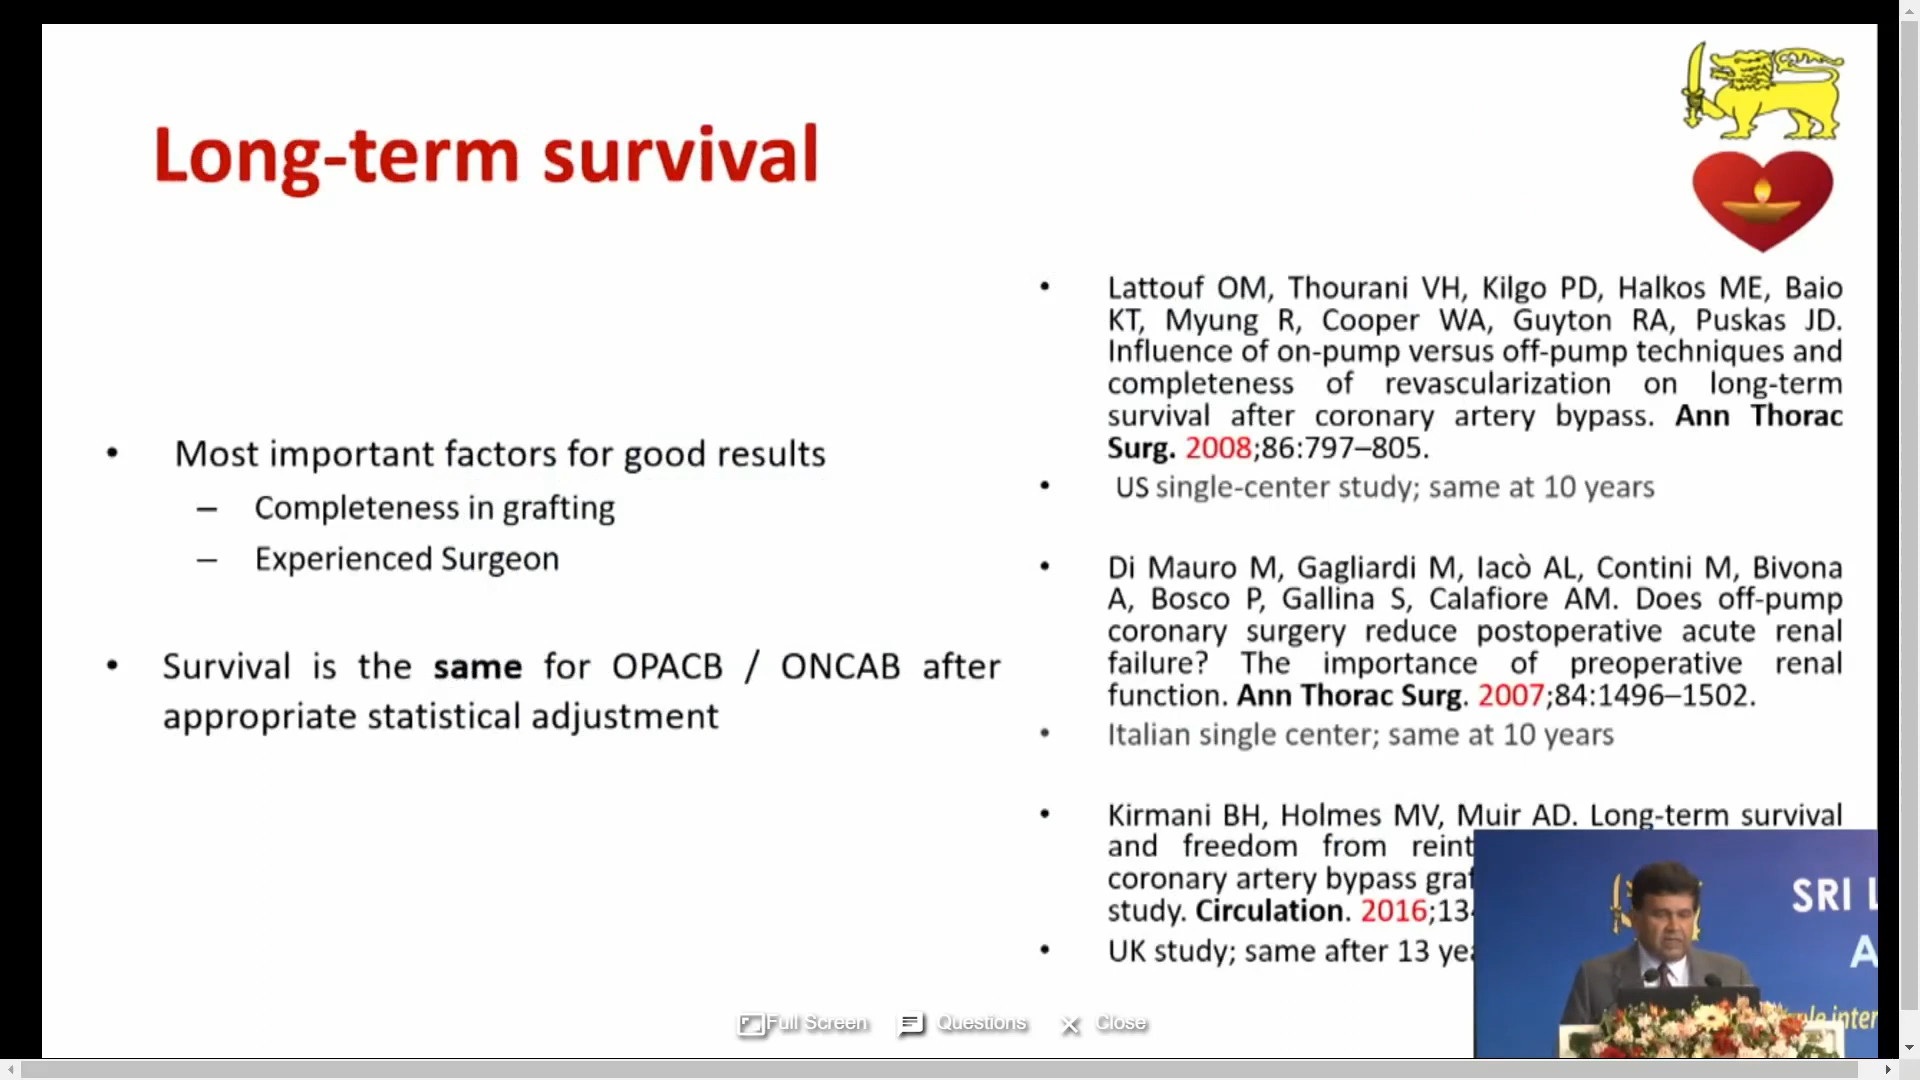 Long-term survival
• Most important factors for good results
– Completeness in grafting
– Experienced Surgeon
• Survival is the same for OPACB / ONCAB after
appropriate statistical adjustment
• Lattouf OM, Thourani VH, Kilgo PD, Halkos ME, Baio
KT, Myung R, Cooper WA, Guyton RA, Puskas JD.
Influence of on-pump versus off-pump techniques and
completeness of revascularization on long-term
survival after coronary artery bypass. Ann Thorac
Surg. 2008;86:797–805.
• US single-center study; same at 10 years
• Di Mauro M, Gagliardi M, Iacò AL, Contini M, Bivona
A, Bosco P, Gallina S, Calafiore AM. Does off-pump
coronary surgery reduce postoperative acute renal
failure? The importance of preoperative renal
function. Ann Thorac Surg. 2007;84:1496–1502.
• Italian single center; same at 10 years
• Kirmani BH, Holmes MV, Muir AD. Long-term survival
and freedom from reint
coronary artery bypass graf
study. Circulation. 2016;13
• UK study; same after 13 yea
SRI L
A
inter
Full Screen Questions Close